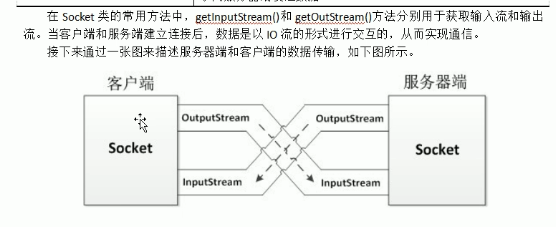 在 Socket 类的常用方法中，getInputStream()和 getOutStream()方法分别用于获取输入流和输出
流。当客户端和服务端建立连接后，数据是以 IO 流的形式进行交互的，从而实现通信。
接下来通过一张图来描述服务器端和客户端的数据传输，如下图所示。
客户端
服务器端
OutputStream
OutputStream
Socket
Socket
InputStream
InputStream